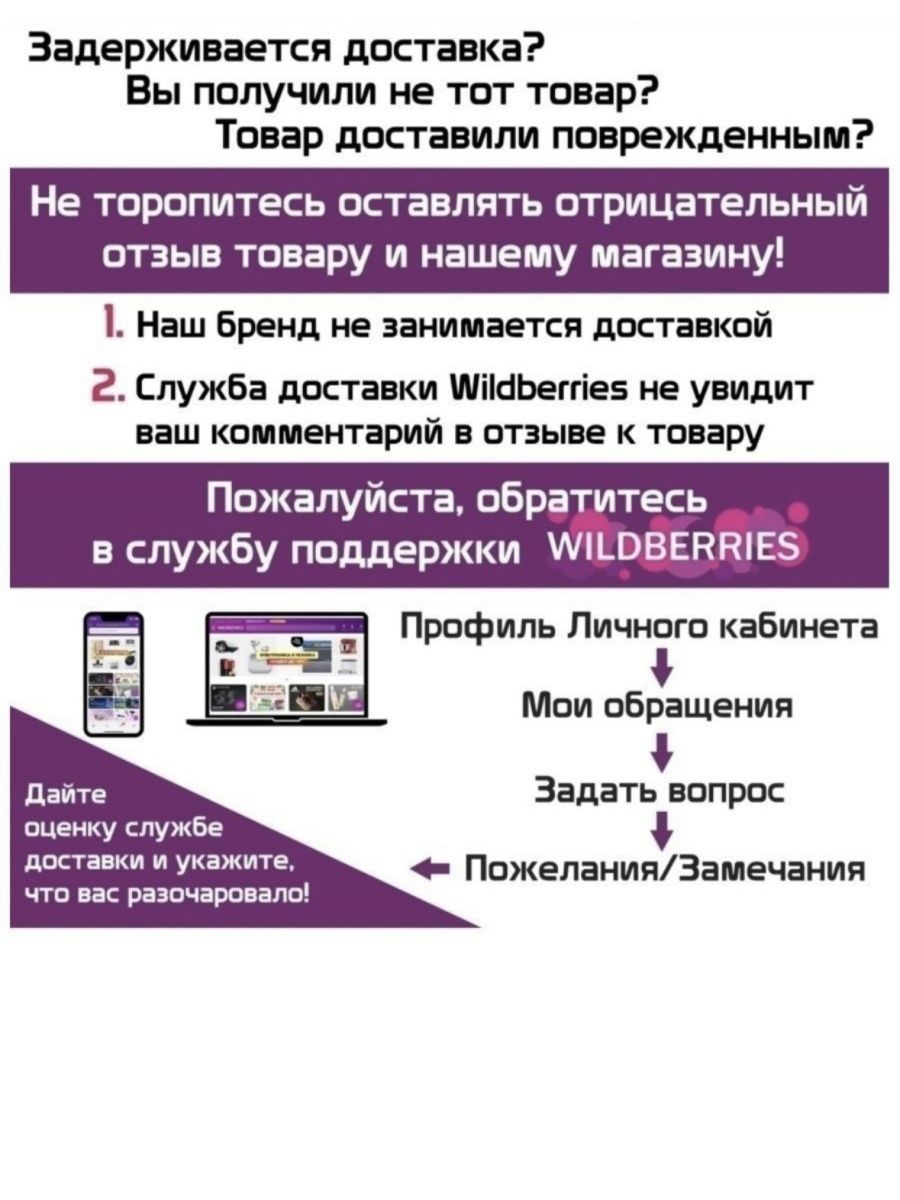 Задерживается доставка?
Вы получили не тот товар?
Товар доставили поврежденным?
Не торопитесь оставлять отрицательный
отзыв товару и нашему магазину!
1. Наш бренд не занимается доставкой
2. Служба доставки Wildberries не увидит
ваш комментарий в отзыве к товару
Пожалуйста, обратитесь
в службу поддержки WILDBERRIES
Профиль Личного кабинета
Мои обращения
Задать вопрос
Пожелания/Замечания
Дайте
оценку службе
доставки и укажите,
что вас разочаровало!